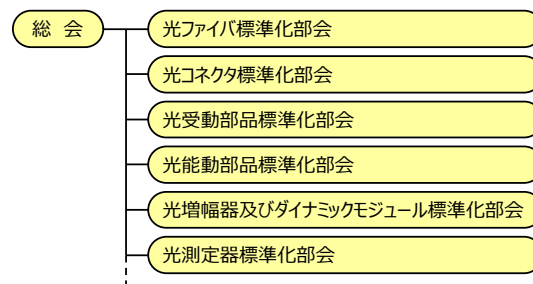 総 会
光ファイバ標準化部会
光コネクタ標準化部会
光受動部品標準化部会
光能動部品標準化部会
光増幅器及びダイナミックモジュール標準化部会
光測定器標準化部会